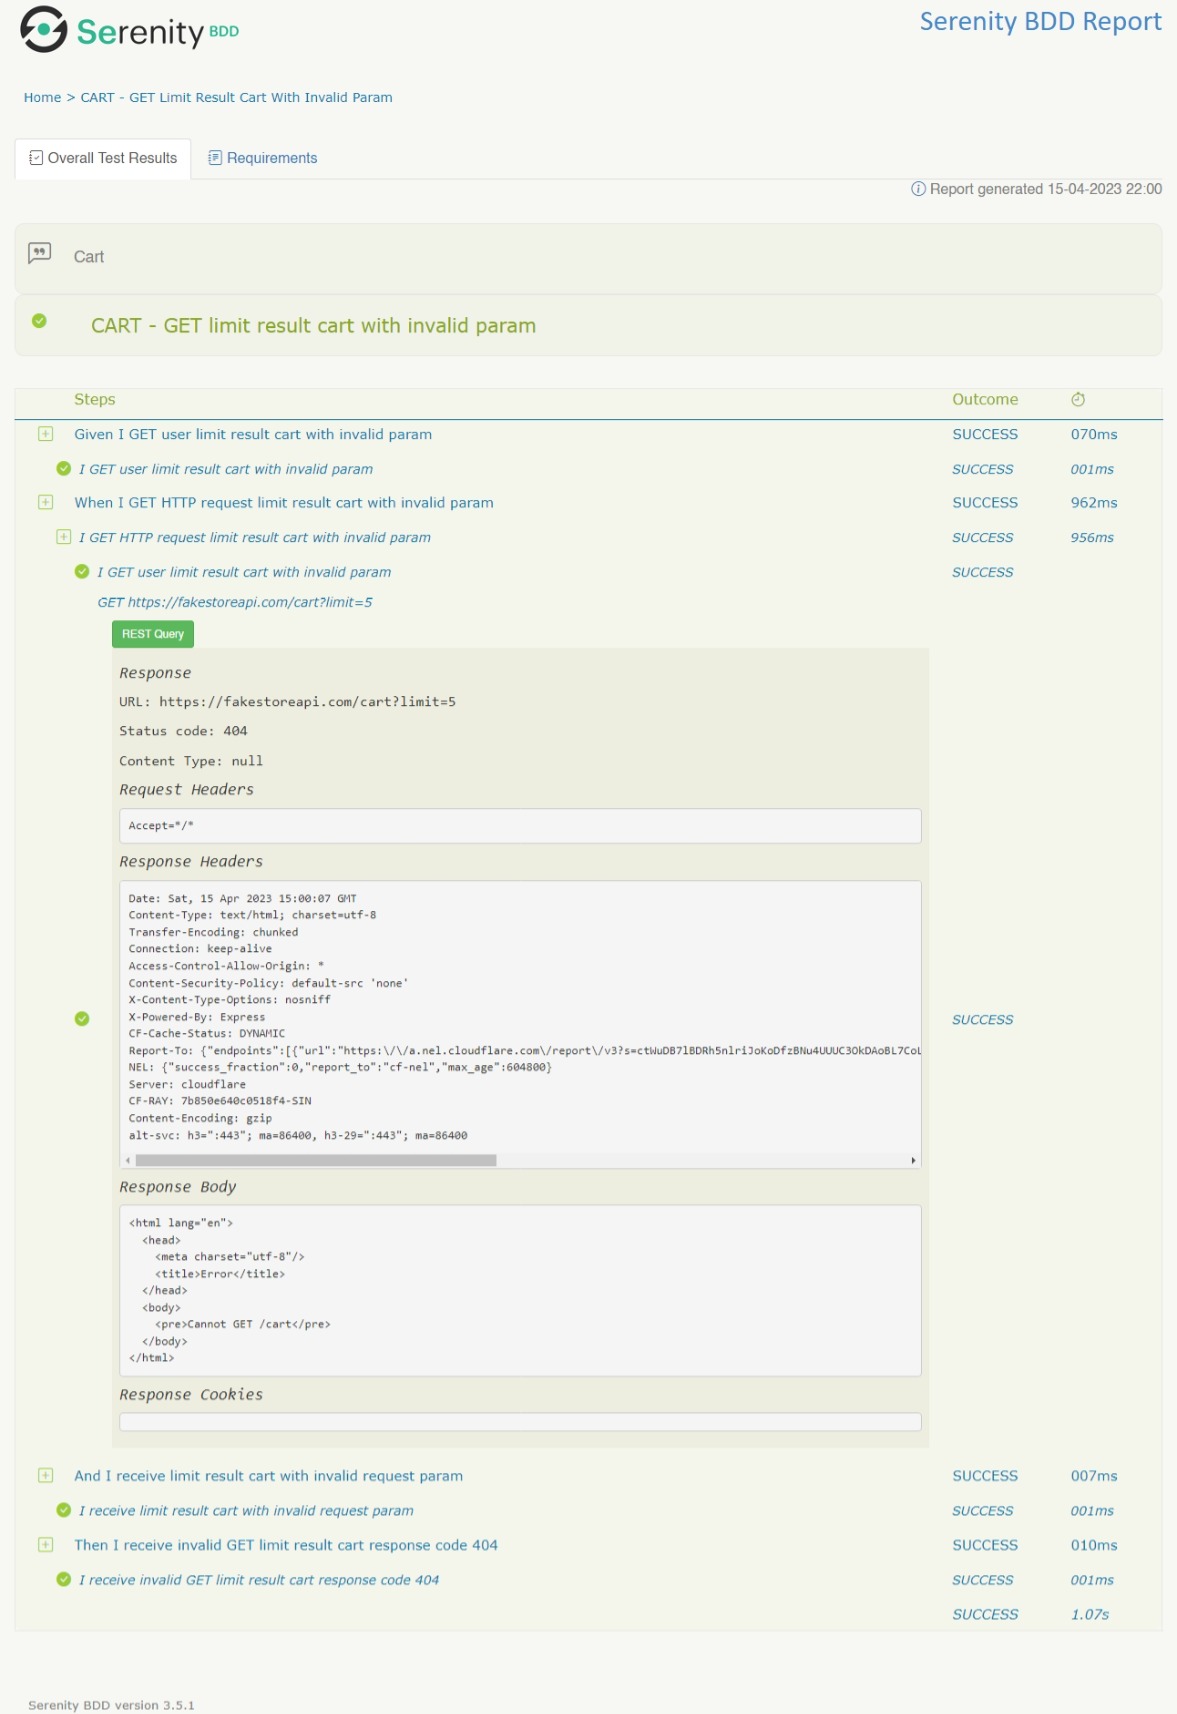 Serenity BDD
Serenity BDD Report
Home > CART - GET Limit Result Cart With Invalid Param
Overall Test Results
Requirements
Report generated 15-04-2023 22:00
Cart
CART - GET limit result cart with invalid param
Steps Outcome
Given I GET user limit result cart with invalid param SUCCESS 070ms
I GET user limit result cart with invalid param SUCCESS 001ms
When I GET HTTP request limit result cart with invalid param SUCCESS 962ms
I GET HTTP request limit result cart with invalid param SUCCESS 956ms
I GET user limit result cart with invalid param SUCCESS
GET https://fakestoreapi.com/cart?limit=5
REST Query
Response
URL: https://fakestoreapi.com/cart?limit=5
Status code: 404
Content Type: null
Request Headers
Accept=*/*
Response Headers
Date: Sat, 15 Apr 2023 15:00:07 GMT
Content-Type: text/html; charset=utf-8
Transfer-Encoding: chunked
Connection: keep-alive
Access-Control-Allow-Origin: *
Content-Security-Policy: default-src 'none'
X-Content-Type-Options: nosniff
X-Powered-By: Express
CF-Cache-Status: DYNAMIC
Report-To: {"endpoints":[{"url":"https:\/\/a.nel.cloudflare.com\/report\/v3?s=ctWuDB7lBDRh5nlriJoKoDfzBNu4UUUC3OkDAoBL7CoL
NEL: {"success_fraction":0,"report_to":"cf-nel","max_age":604800}
Server: cloudflare
CF-RAY: 7b850e640c0518f4-SIN
Content-Encoding: gzip
alt-svc: h3=":443"; ma=86400, h3-29=":443"; ma=86400
SUCCESS
Response Body
<html lang="en">
  <head>
    <meta charset="utf-8"/>
    <title>Error</title>
  </head>
  <body>
    <pre>Cannot GET /cart</pre>
  </body>
</html>
Response Cookies
And I receive limit result cart with invalid request param SUCCESS 007ms
I receive limit result cart with invalid request param SUCCESS 001ms
Then I receive invalid GET limit result cart response code 404 SUCCESS 010ms
I receive invalid GET limit result cart response code 404 SUCCESS 001ms
SUCCESS 1.07s
Serenity BDD version 3.5.1